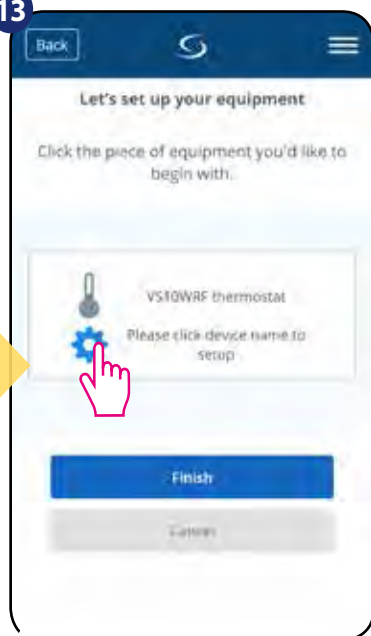 13
Back
Let's set up your equipment
Click the piece of equipment you'd like to
begin with.
VS10WRF thermostat
Please click device name to
setup
Finish
Cancel